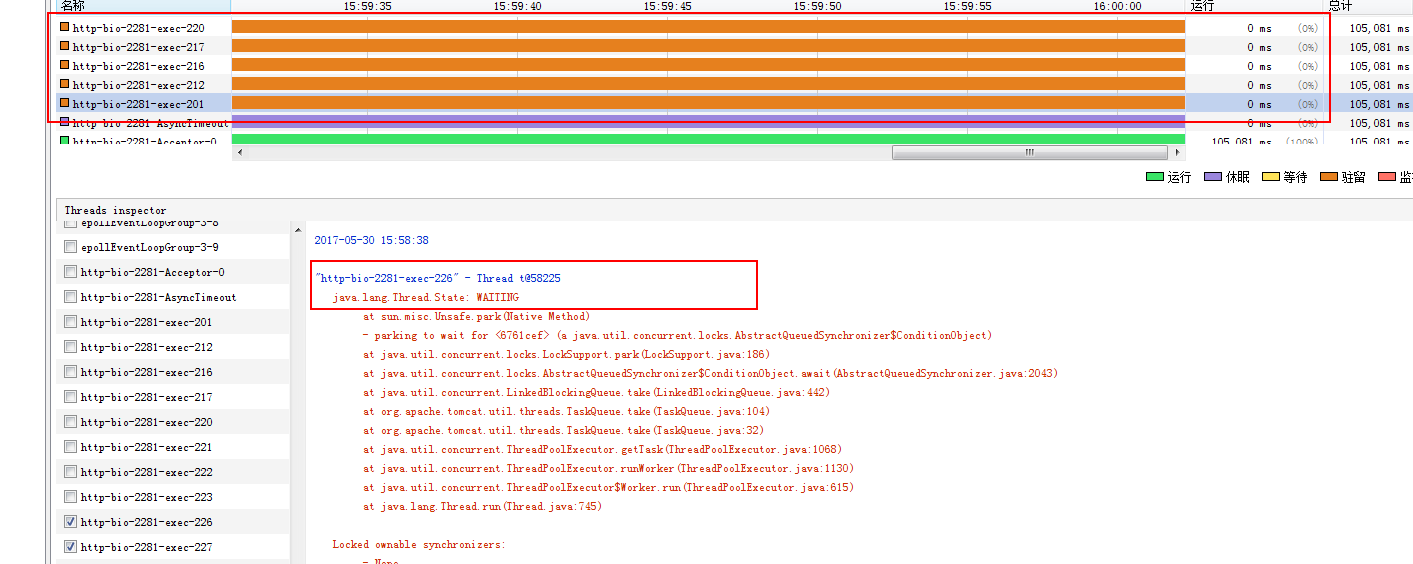 名称 15:59:35 15:59:40 15:59:45 15:59:50 15:59:55 16:00:00 运行 总计
http-bio-2281-exec-220 0 ms (0%) 105,081 ms
http-bio-2281-exec-217 0 ms (0%) 105,081 ms
http-bio-2281-exec-216 0 ms (0%) 105,081 ms
http-bio-2281-exec-212 0 ms (0%) 105,081 ms
http-bio-2281-exec-201 0 ms (0%) 105,081 ms
http-bio-2281-AsyncTimeout 0 ms (0%) 105,081 ms
http-bio-2281-Acceptor-0 105,081 ms (100%) 105,081 ms
运行 休眠 等待 驻留
Threads inspector
epollEventLoopGroup-3-8
epollEventLoopGroup-3-9
http-bio-2281-Acceptor-0
http-bio-2281-AsyncTimeout
http-bio-2281-exec-201
http-bio-2281-exec-212
http-bio-2281-exec-216
http-bio-2281-exec-217
http-bio-2281-exec-220
http-bio-2281-exec-221
http-bio-2281-exec-222
http-bio-2281-exec-223
http-bio-2281-exec-226
http-bio-2281-exec-227
2017-05-30 15:58:38
"http-bio-2281-exec-226" - Thread t@58225
java.lang.Thread.State: WAITING
at sun.misc.Unsafe.park(Native Method)
- parking to wait for <6761cef> (a java.util.concurrent.locks.AbstractQueuedSynchronizer$ConditionObject)
at java.util.concurrent.locks.LockSupport.park(LockSupport.java:186)
at java.util.concurrent.locks.AbstractQueuedSynchronizer$ConditionObject.await(AbstractQueuedSynchronizer.java:2043)
at java.util.concurrent.LinkedBlockingQueue.take(LinkedBlockingQueue.java:442)
at org.apache.tomcat.util.threads.TaskQueue.take(TaskQueue.java:104)
at org.apache.tomcat.util.threads.TaskQueue.take(TaskQueue.java:32)
at java.util.concurrent.ThreadPoolExecutor.getTask(ThreadPoolExecutor.java:1068)
at java.util.concurrent.ThreadPoolExecutor.runWorker(ThreadPoolExecutor.java:1130)
at java.util.concurrent.ThreadPoolExecutor$Worker.run(ThreadPoolExecutor.java:615)
at java.lang.Thread.run(Thread.java:745)
Locked ownable synchronizers:
- None